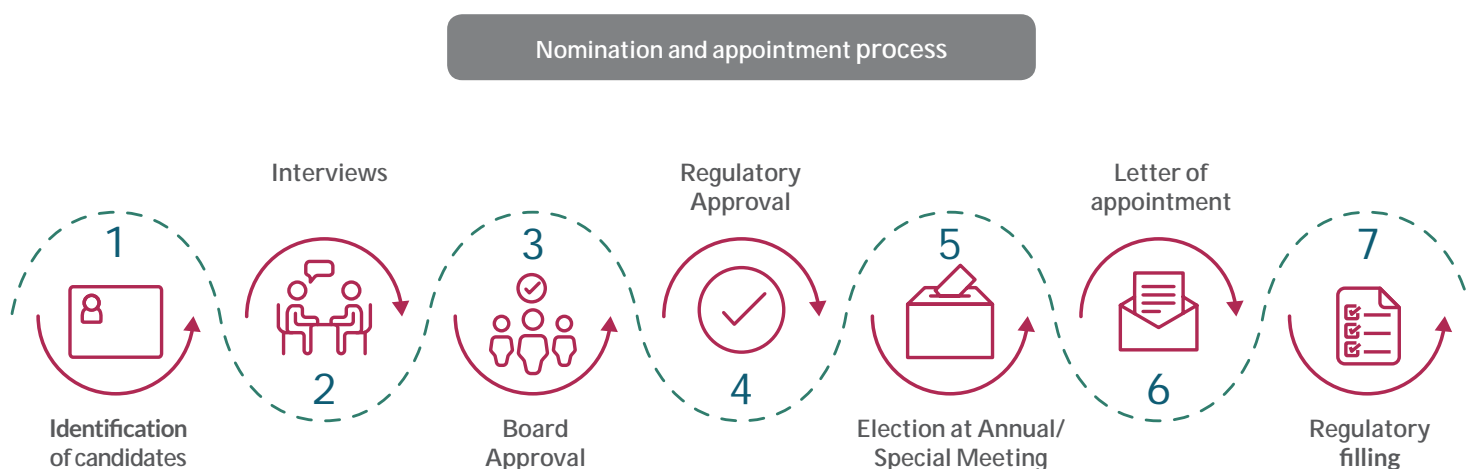 Nomination and appointment process
1
Identification
of candidates
Interviews
2
3
Board
Approval
Regulatory
Approval
4
5
Election at Annual/
Special Meeting
Letter of
appointment
6
7
Regulatory
filling